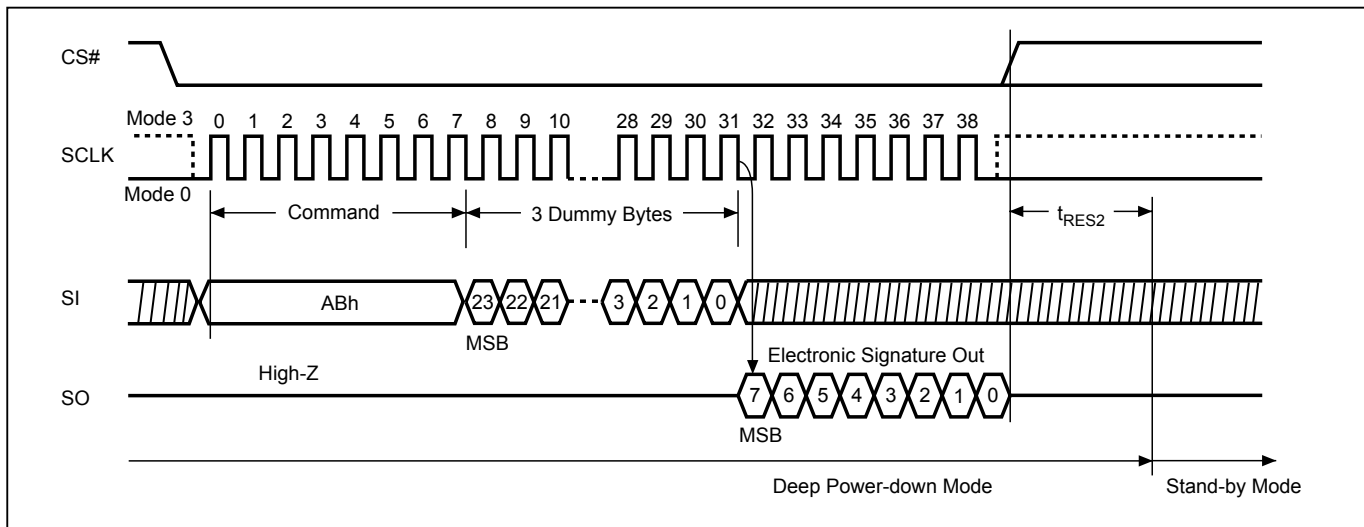 CS#
Mode 3
0 1 2 3 4 5 6 7 8 9 10 28 29 30 31 32 33 34 35 36 37 38
SCLK
Mode 0
Command
3 Dummy Bytes
tRES2
SI
ABh
23 22 21 3 2 1 0
MSB
Electronic Signature Out
High-Z
SO
7 6 5 4 3 2 1 0
MSB
Deep Power-down Mode
Stand-by Mode